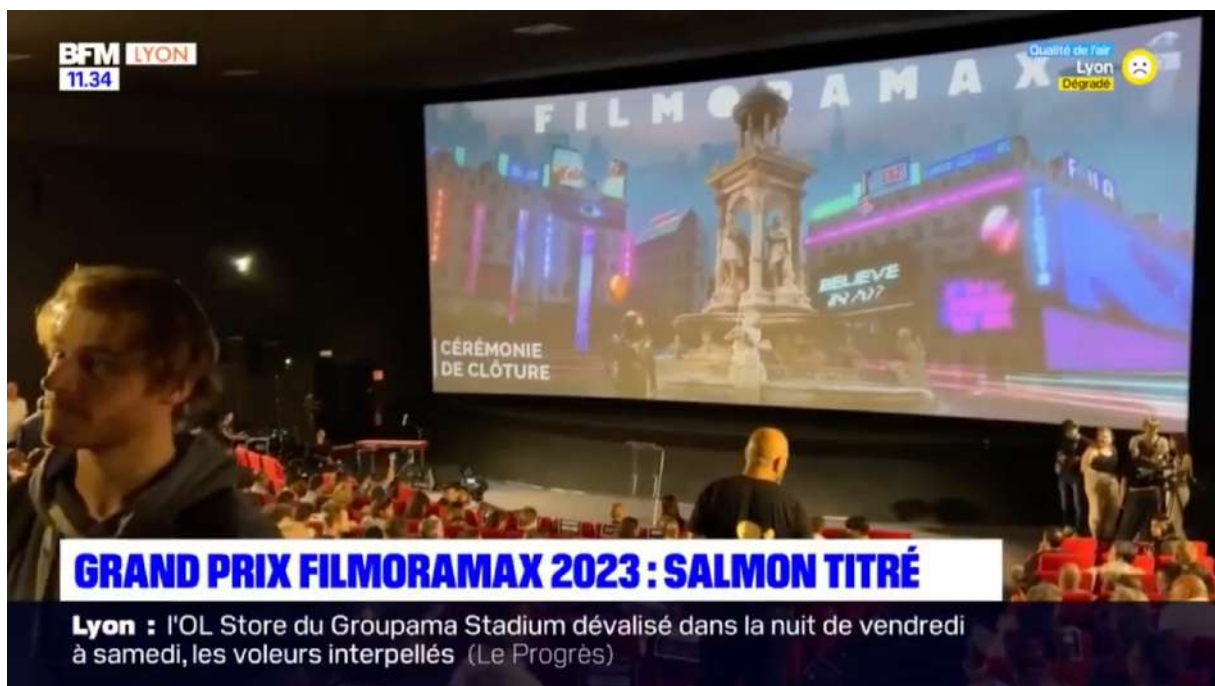 BFM LYON
11.34
Qualité de l'air
Lyon
Dégradé
FILMORAMAX
BELIEVE
CÉRÉMONIE
DE CLÔTURE
GRAND PRIX FILMORAMAX 2023 : SALMON TITRÉ
Lyon : l'OL Store du Groupama Stadium dévalisé dans la nuit de vendredi
à samedi, les voleurs interpellés (Le Progrès)